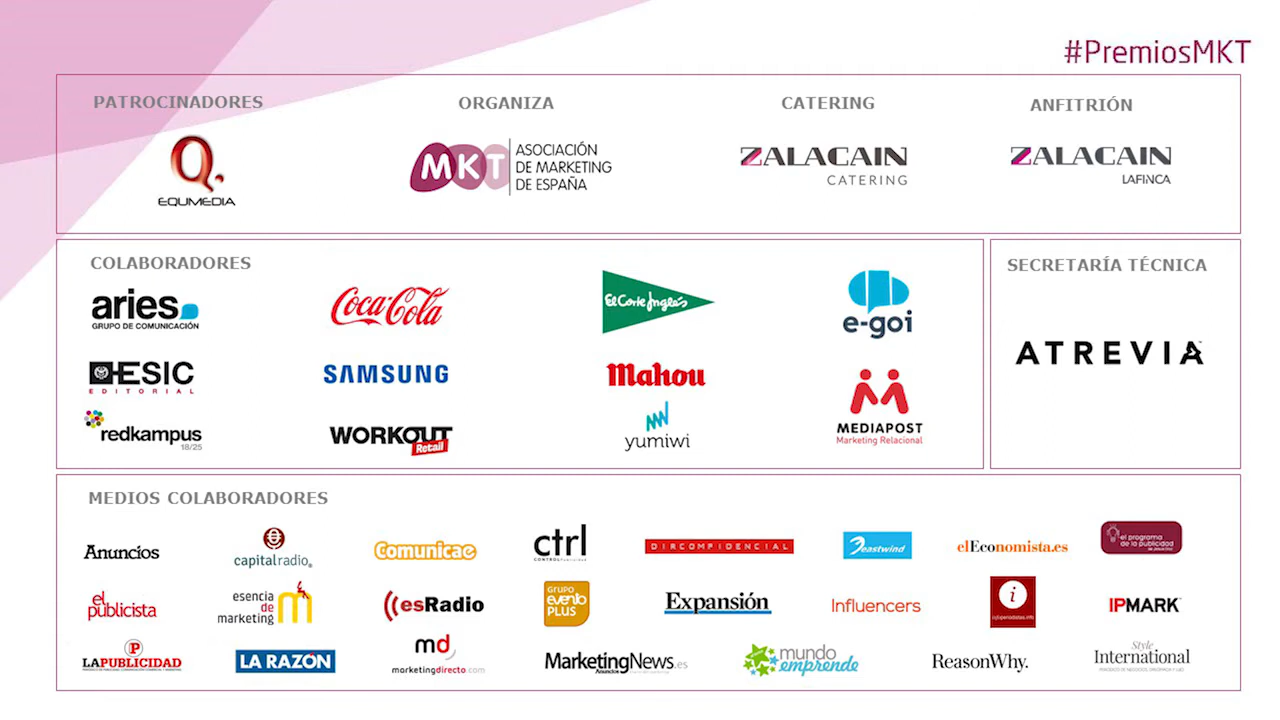 #PremiosMKT
PATROCINADORES
ORGANIZA
CATERING
ANFITRIÓN
Q.
EQUMEDIA
MKT
ASOCIACIÓN
DE MARKETING
DE ESPAÑA
ZALACAIN
CATERING
ZALACAIN
LAFINCA
COLABORADORES
SECRETARÍA TÉCNICA
aries
GRUPO DE COMUNICACIÓN
Coca-Cola
El Corte Inglés
e-goi
ATREVIA
ESIC
EDITORIAL
SAMSUNG
Mahou
MEDIAPOST
Marketing Relacional
redkampus
18/25
WORKOUT
Retail
yumiwi
MEDIOS COLABORADORES
Anuncios
capitalradio
Comunicae
ctrl
DIRCOMFIDENCIAL
eastwind
elEconomista.es
el programa
de la publicidad
el publicista
esencia
de
marketing
m
esRadio
GRUPO
evento
PLUS
Expansión
Influencers
i
IPMARK
P
LAPUBLICIDAD
LA RAZÓN
md
marketingdirecto.com
MarketingNews.es
Anuncios
mundo
emprende
ReasonWhy.
Style
International